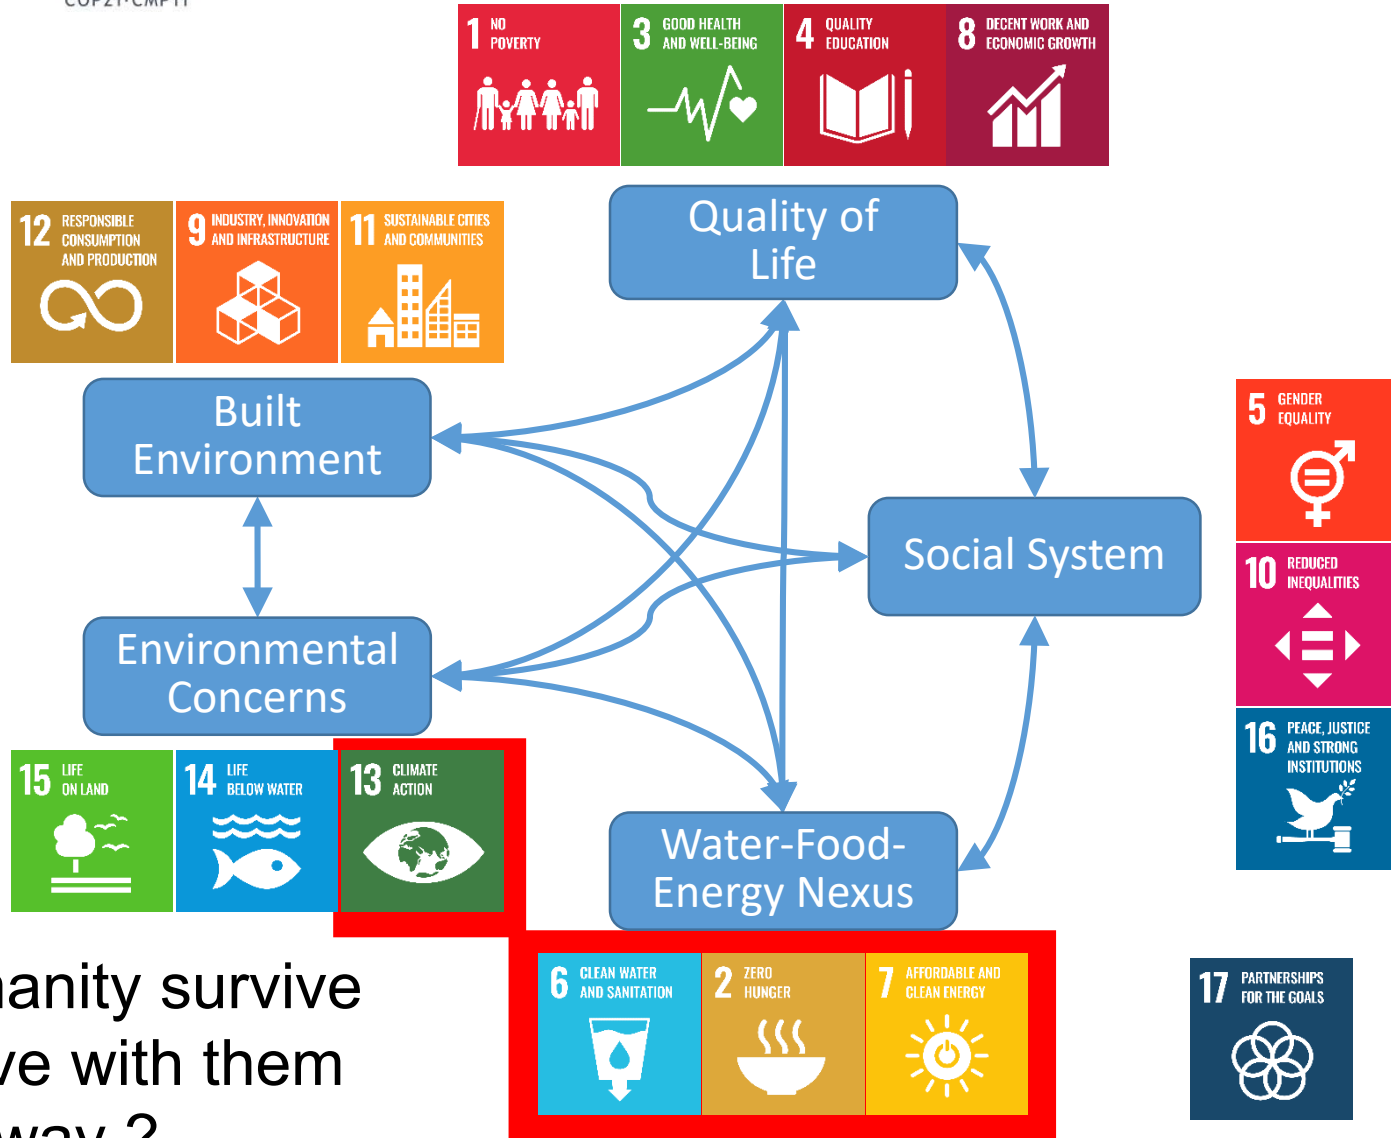 COP21·CMP11
1 NO
POVERTY
3 GOOD HEALTH
AND WELL-BEING
4 QUALITY
EDUCATION
8 DECENT WORK AND
ECONOMIC GROWTH
12 RESPONSIBLE
CONSUMPTION
AND PRODUCTION
9 INDUSTRY, INNOVATION
AND INFRASTRUCTURE
11 SUSTAINABLE CITIES
AND COMMUNITIES
Quality of
Life
Built
Environment
5 GENDER
EQUALITY
Social System
10 REDUCED
INEQUALITIES
Environmental
Concerns
16 PEACE, JUSTICE
AND STRONG
INSTITUTIONS
15 LIFE
ON LAND
14 LIFE
BELOW WATER
13 CLIMATE
ACTION
Water-Food-
Energy Nexus
6 CLEAN WATER
AND SANITATION
2 ZERO
HUNGER
7 AFFORDABLE AND
CLEAN ENERGY
17 PARTNERSHIPS
FOR THE GOALS
anity survive
ve with them
way ?